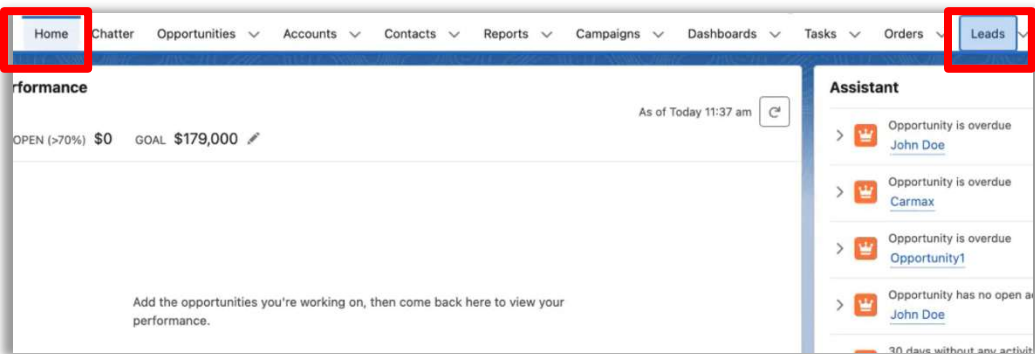 Home Chatter Opportunities Accounts Contacts Reports Campaigns Dashboards Tasks Orders Leads
rformance
As of Today 11:37 am
OPEN (>70%) $0 GOAL $179,000
Add the opportunities you're working on, then come back here to view your
performance.
Assistant
Opportunity is overdue
John Doe
Opportunity is overdue
Carmax
Opportunity is overdue
Opportunity1
Opportunity has no open a
John Doe
30 days without any activit